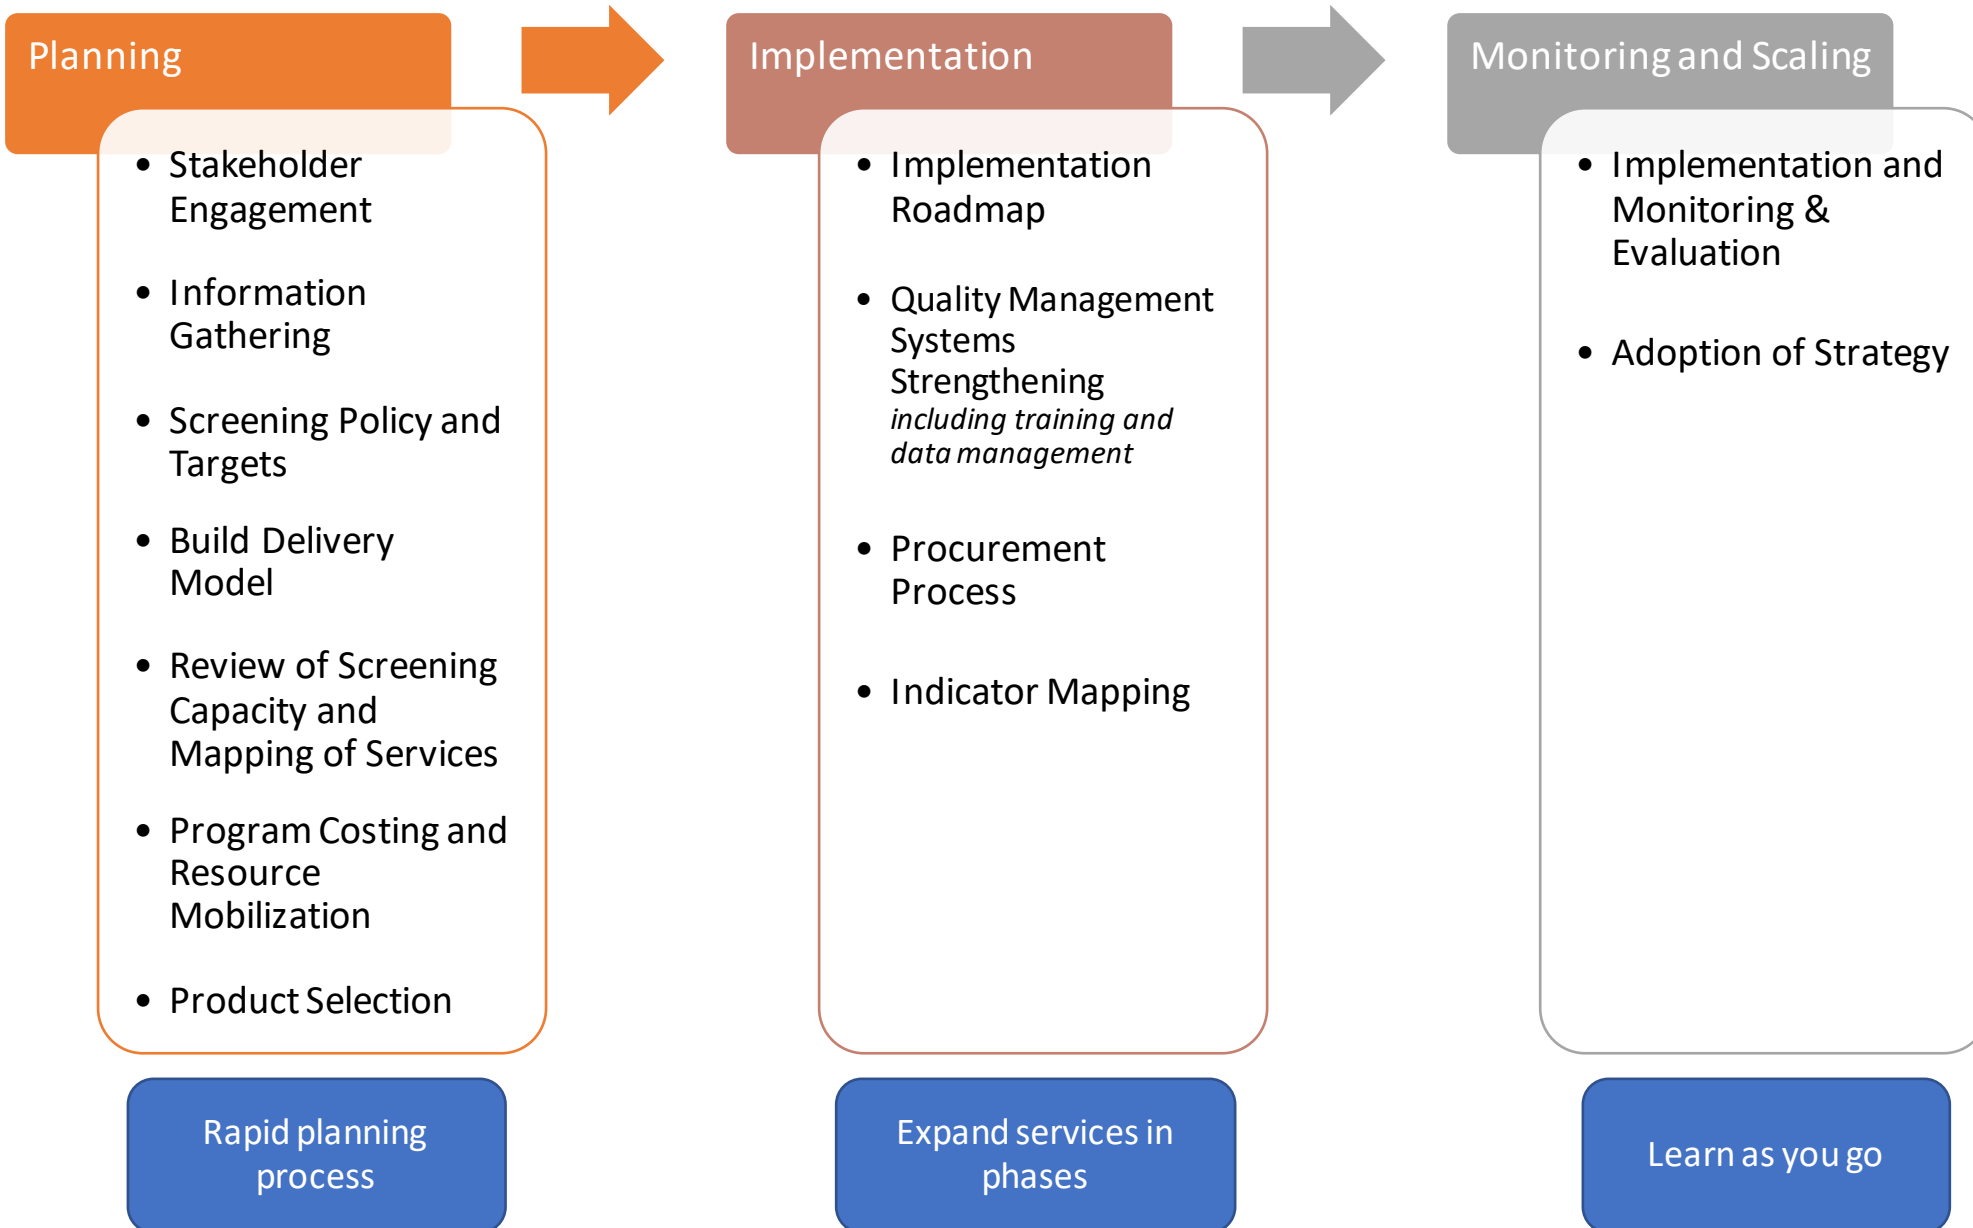 Planning
• Stakeholder
Engagement
• Information
Gathering
• Screening Policy and
Targets
• Build Delivery
Model
• Review of Screening
Capacity and
Mapping of Services
• Program Costing and
Resource
Mobilization
• Product Selection
Rapid planning
process
Implementation
• Implementation
Roadmap
• Quality Management
Systems
Strengthening
including training and
data management
• Procurement
Process
• Indicator Mapping
Expand services in
phases
Monitoring and Scaling
• Implementation and
Monitoring &
Evaluation
• Adoption of Strategy
Learn as you go